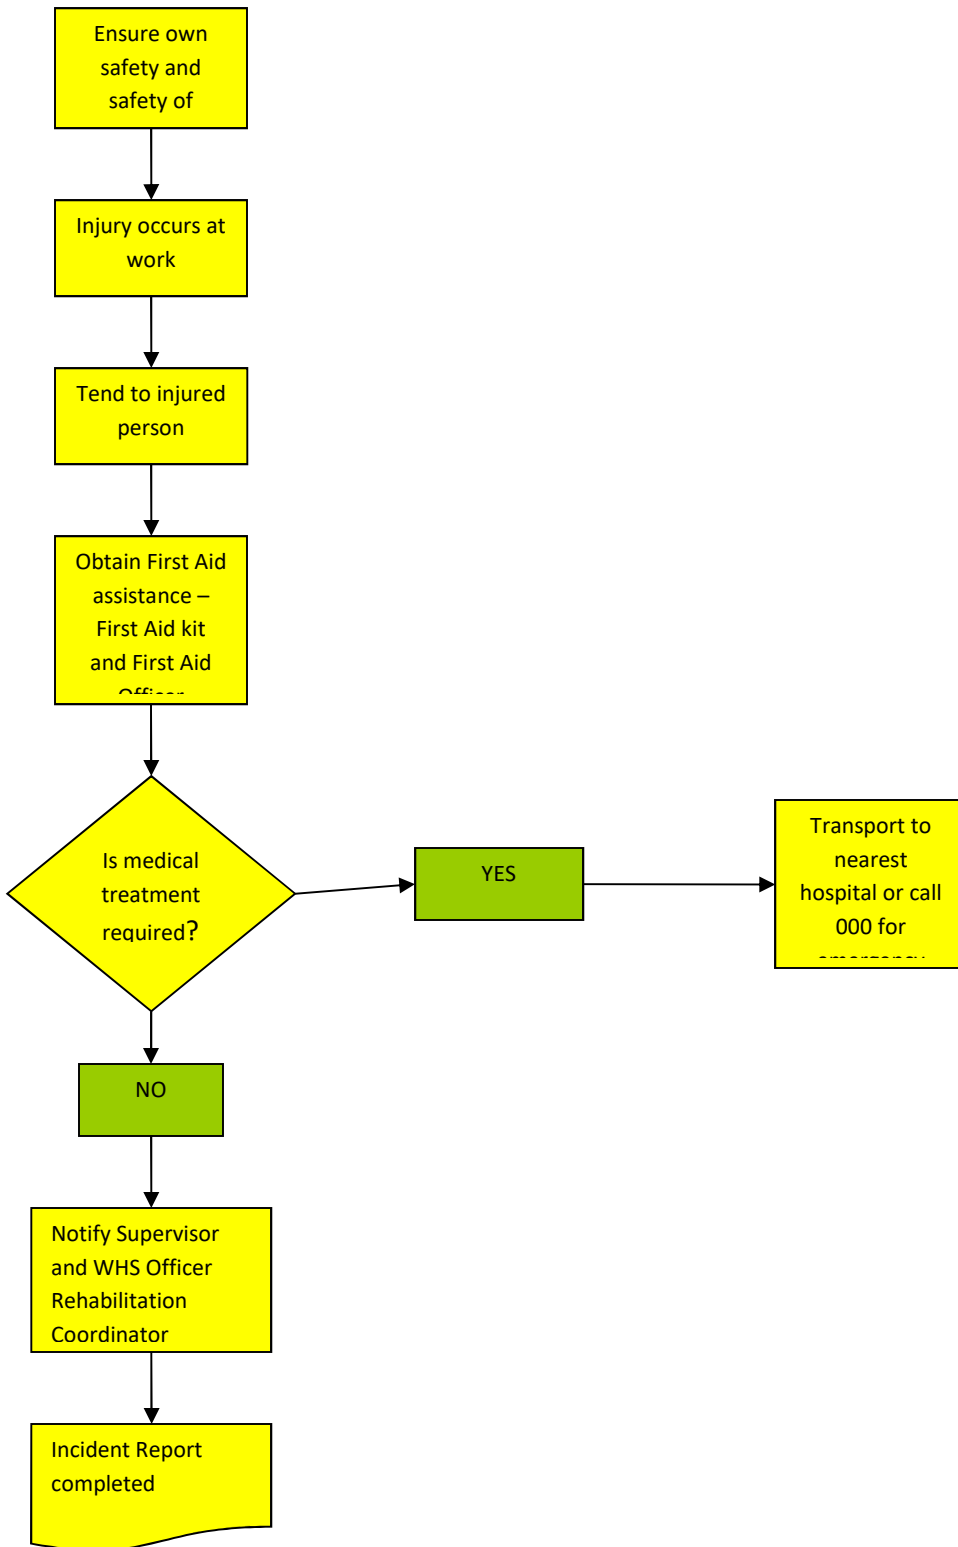 Ensure own
safety and
safety of
Injury occurs at
work
Tend to injured
person
Obtain First Aid
assistance –
First Aid kit
and First Aid
Officer
Is medical
treatment
required?
YES
Transport to
nearest
hospital or call
000 for
emergency
NO
Notify Supervisor
and WHS Officer
Rehabilitation
Coordinator
Incident Report
completed